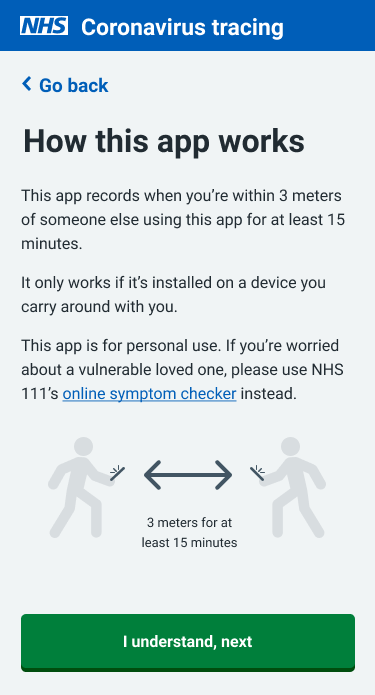 NHS Coronavirus tracing
Go back
How this app works
This app records when you’re within 3 meters
of someone else using this app for at least 15
minutes.
It only works if it’s installed on a device you
carry around with you.
This app is for personal use. If you’re worried
about a vulnerable loved one, please use NHS
111’s online symptom checker instead.
3 meters for at
least 15 minutes
I understand, next